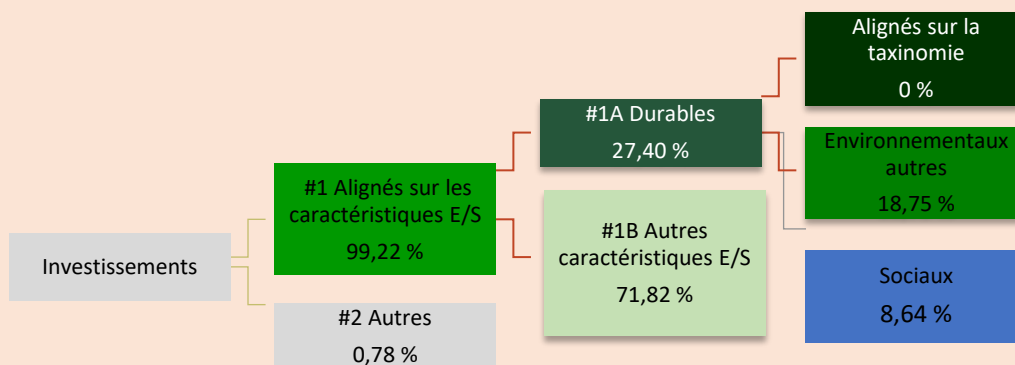 Investissements
#1 Alignés sur les
caractéristiques E/S
99,22 %
#2 Autres
0,78 %
#1A Durables
27,40 %
#1B Autres
caractéristiques E/S
71,82 %
Alignés sur la
taxinomie
0 %
Environnementaux
autres
18,75 %
Sociaux
8,64 %